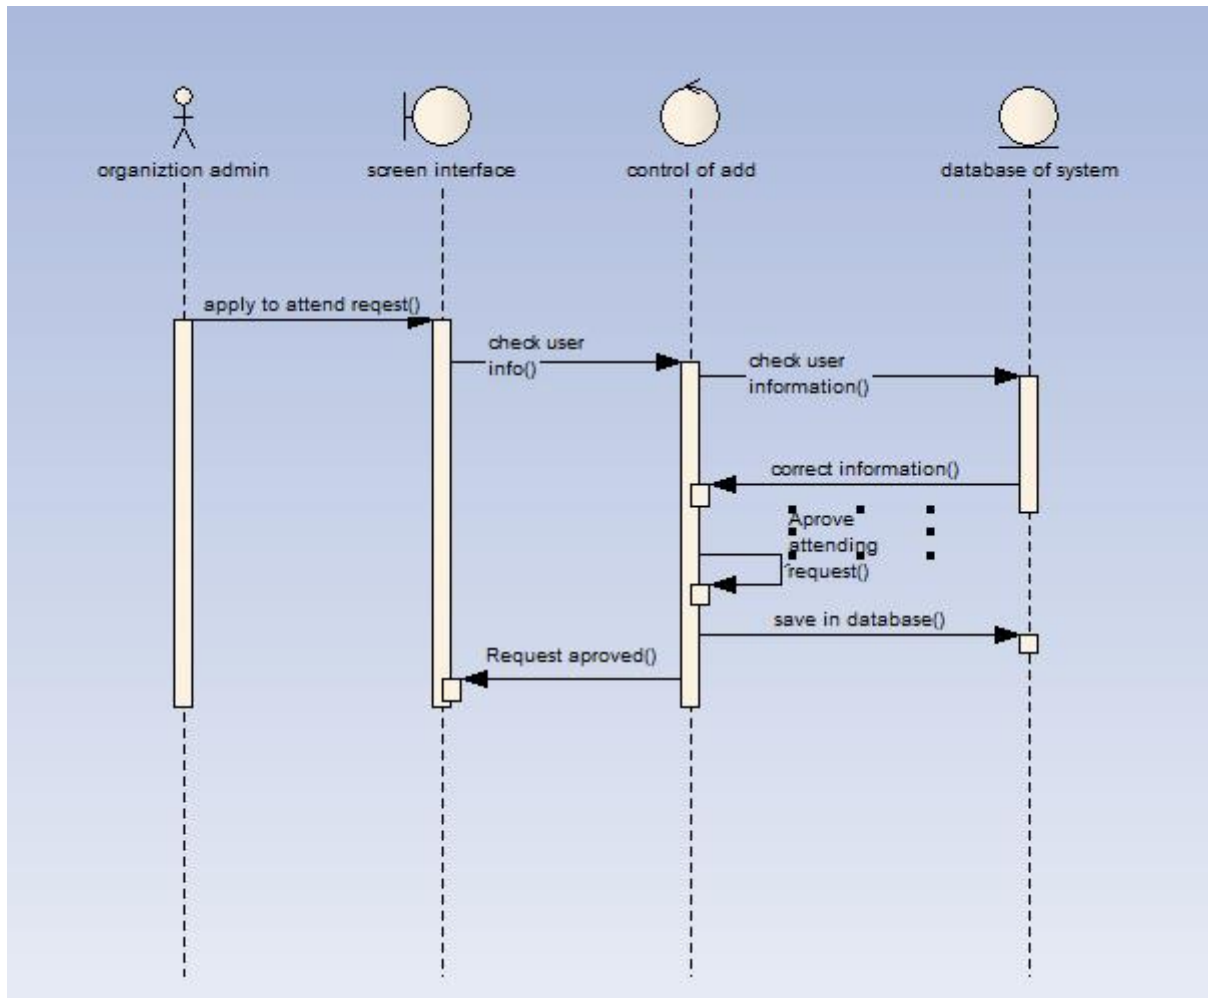 organiztion admin
screen interface
control of add
database of system
apply to attend reqest()
check user
info()
check user
information()
correct information()
Aprove
attending
request()
save in database()
Request aproved()